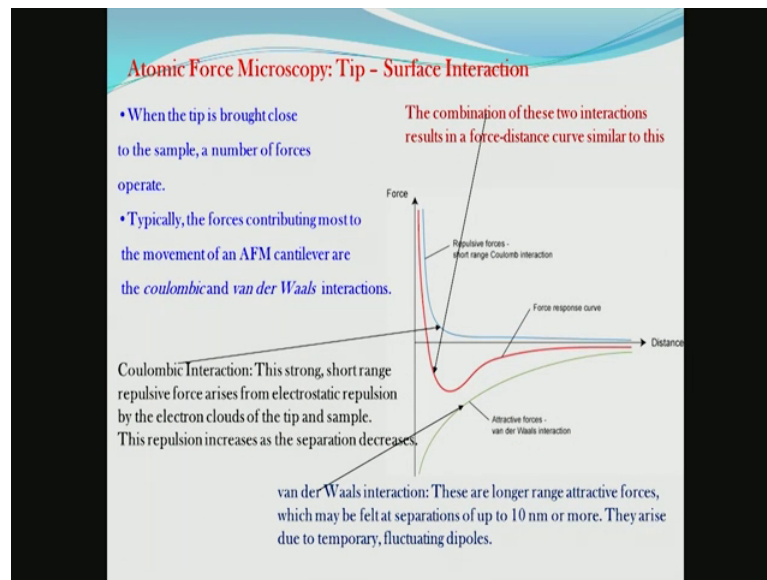 Atomic Force Microscopy: Tip – Surface Interaction
• When the tip is brought close
to the sample, a number of forces
operate.
• Typically, the forces contributing most to
the movement of an AFM cantilever are
the coulombic and van der Waals interactions.
The combination of these two interactions
results in a force-distance curve similar to this
Force
Repulsive forces -
short range Coulomb interaction
Force response curve
Distance
Attractive forces -
van der Waals interaction
Coulombic Interaction: This strong, short range
repulsive force arises from electrostatic repulsion
by the electron clouds of the tip and sample.
This repulsion increases as the separation decreases.
van der Waals interaction: These are longer range attractive forces,
which may be felt at separations of up to 10 nm or more. They arise
due to temporary, fluctuating dipoles.